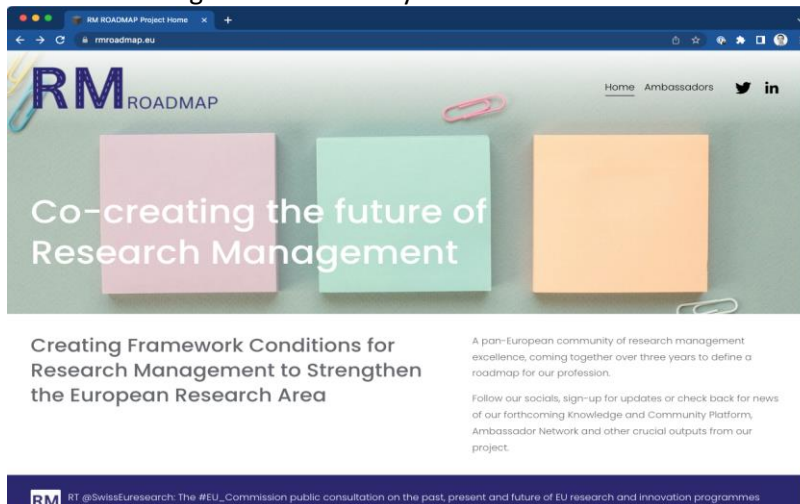 RM ROADMAP Project Home
rmroadmap.eu
RM ROADMAP
Home Ambassadors
Co-creating the future of
Research Management
Creating Framework Conditions for
Research Management to Strengthen
the European Research Area
A pan-European community of research management
excellence, coming together over three years to define a
roadmap for our profession.
Follow our socials, sign-up for updates or check back for news
of our forthcoming Knowledge and Community Platform,
Ambassador Network and other crucial outputs from our
project.
RM RT @SwissEuresearch: The #EU_Commission public consultation on the past, present and future of EU research and innovation programmes